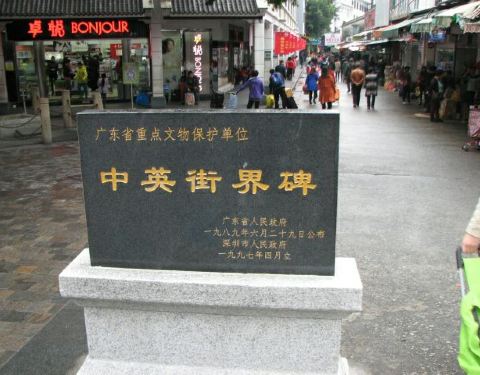 卓悦 BONJOUR
卓悦
广东省重点文物保护单位
中英街界碑
广东省人民政府
一九八九年六月二十九日公布
深圳市人民政府
一九九七年四月立